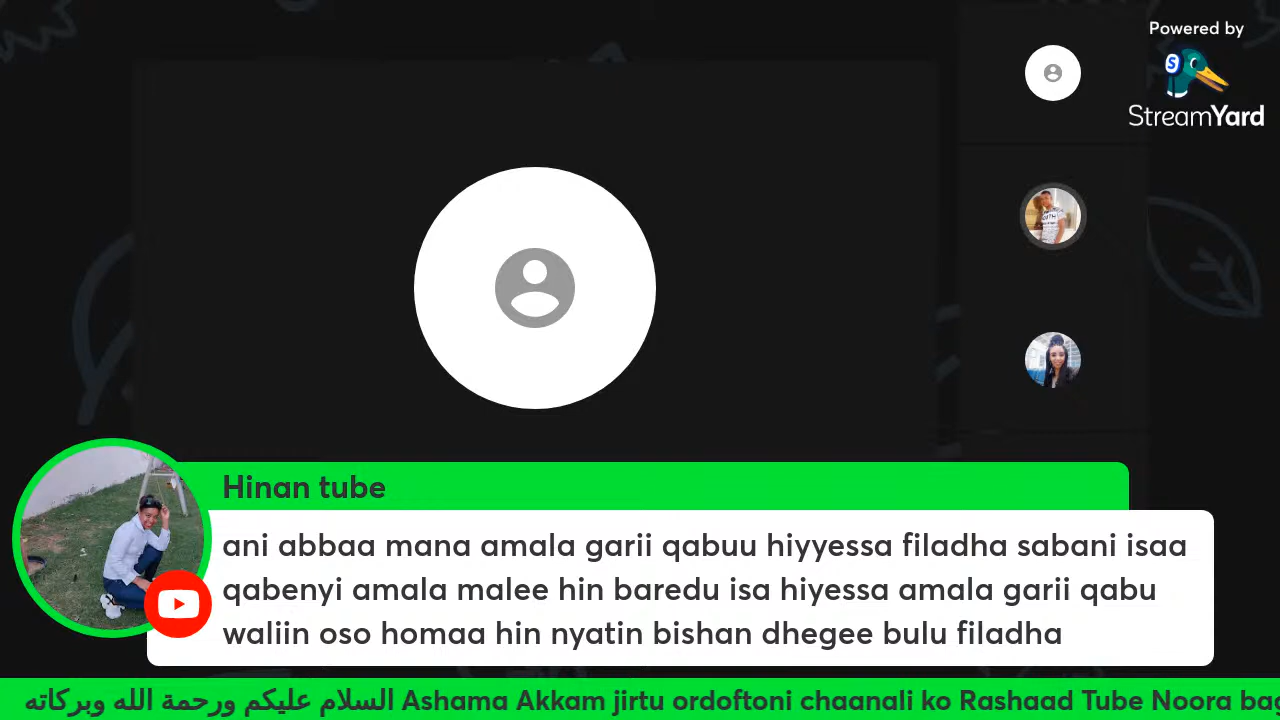 Powered by
StreamYard
Hinan tube
ani abbaa mana amala garii qabuu hiyyessa filadha sabani isaa
qabenyi amala malee hin baredu isa hiyessa amala garii qabu
waliin oso homaa hin nyatin bishan dhegee bulu filadha
السلام عليكم ورحمة الله وبركاته Ashama Akkam jirtu ordoftoni chaanali ko Rashaad Tube Noora